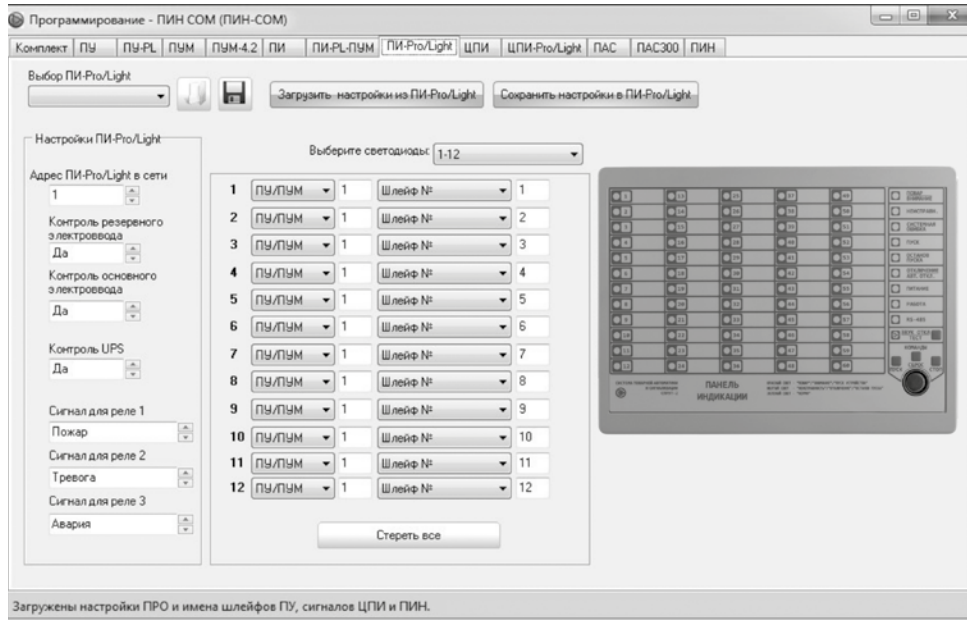 Программирование - ПИН COM (ПИН-COM)
Комплект ПУ ПУ-PL ПУМ ПУМ-4.2 ПИ ПИ-PL-ПУМ ПИ-Pro/Light ЦПИ ЦПИ-Pro/Light ПАС ПАС300 ПИН
Выбор ПИ-Pro/Light
Загрузить настройки из ПИ-Pro/Light Сохранить настройки в ПИ-Pro/Light
Настройки ПИ-Pro/Light
Адрес ПИ-Pro/Light в сети
1
Контроль резервного
электроввода
Да
Контроль основного
электроввода
Да
Контроль UPS
Да
Сигнал для реле 1
Пожар
Сигнал для реле 2
Тревога
Сигнал для реле 3
Авария
Выберите светодиоды: 1-12
1 ПУ/ПУМ 1 Шлейф № 1
2 ПУ/ПУМ 1 Шлейф № 2
3 ПУ/ПУМ 1 Шлейф № 3
4 ПУ/ПУМ 1 Шлейф № 4
5 ПУ/ПУМ 1 Шлейф № 5
6 ПУ/ПУМ 1 Шлейф № 6
7 ПУ/ПУМ 1 Шлейф № 7
8 ПУ/ПУМ 1 Шлейф № 8
9 ПУ/ПУМ 1 Шлейф № 9
10 ПУ/ПУМ 1 Шлейф № 10
11 ПУ/ПУМ 1 Шлейф № 11
12 ПУ/ПУМ 1 Шлейф № 12
Стереть все
ПАНЕЛЬ
ИНДИКАЦИИ
Загружены настройки ПРО и имена шлейфов ПУ, сигналов ЦПИ и ПИН.